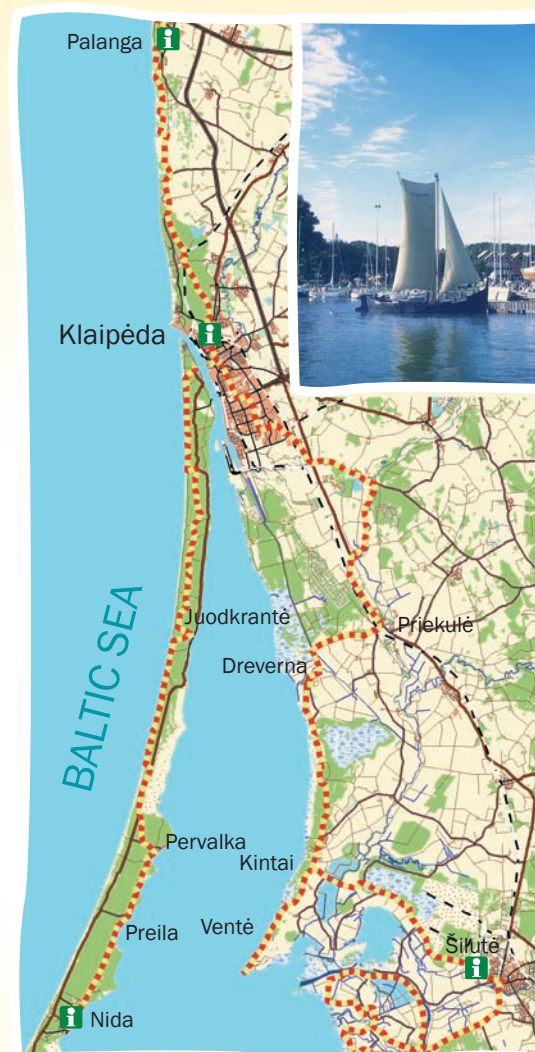 Palanga
i
Klaipėda
i
Juodkrantė
Priekulė
Dreverna
BALTIC SEA
Pervalka
Kintai
Preila
Ventė
Šilutė
i
i
Nida